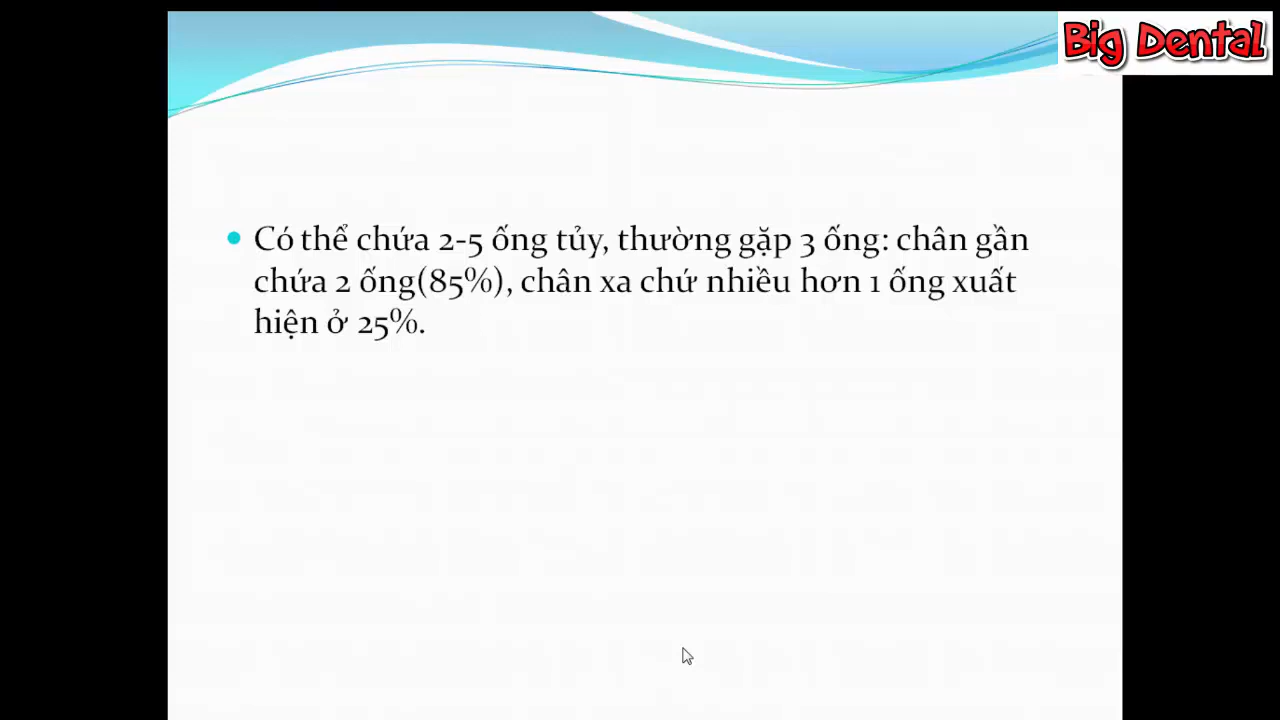 Big Dental
Có thể chứa 2-5 ống tủy, thường gặp 3 ống: chân gần
chứa 2 ống(85%), chân xa chứ nhiều hơn 1 ống xuất
hiện ở 25%.